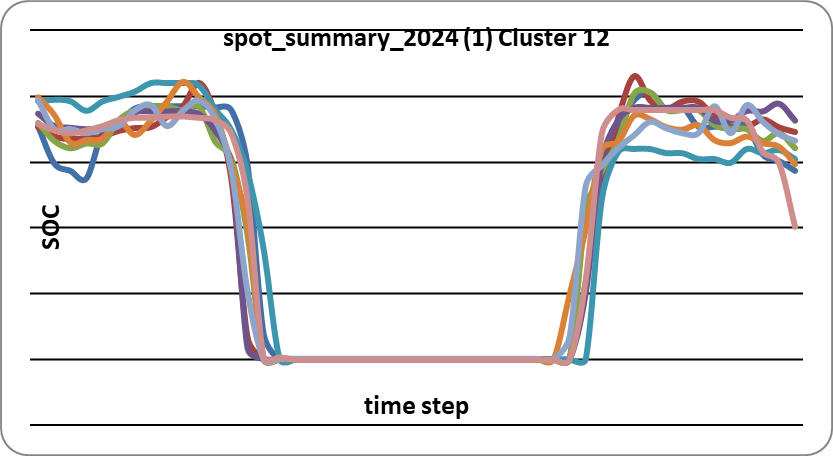 spot_summary_2024 (1) Cluster 12
SOC
time step